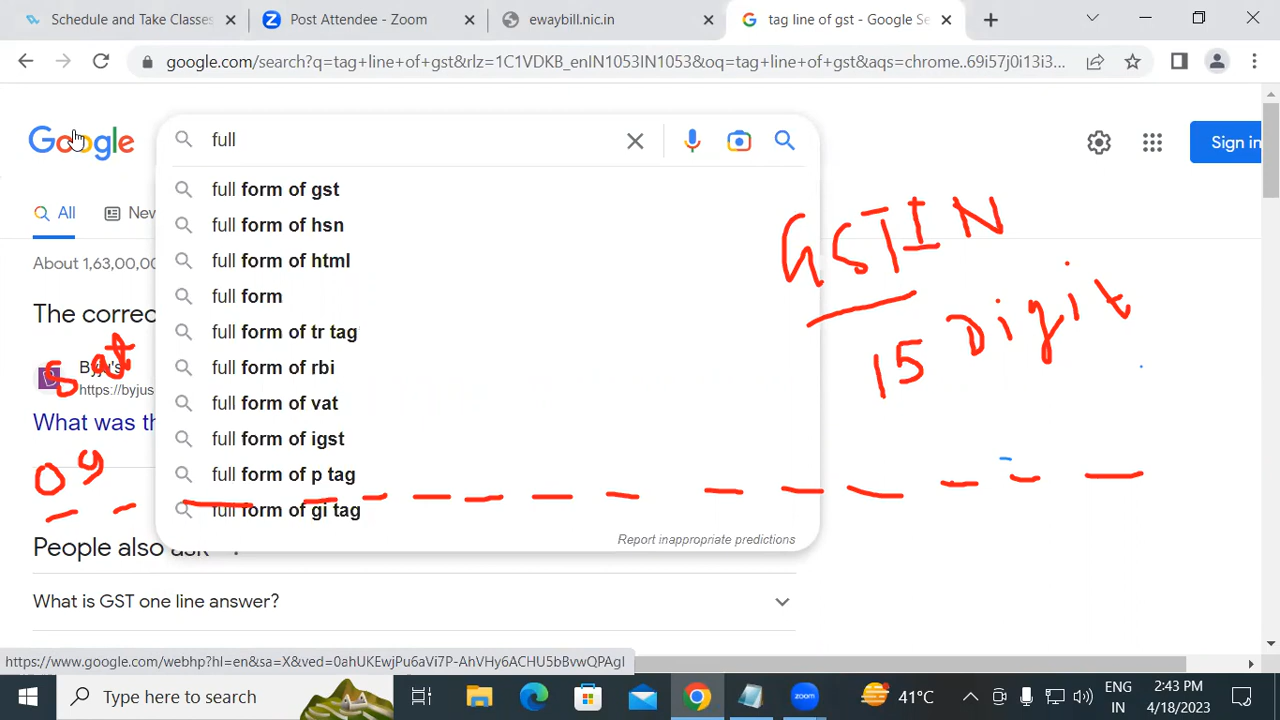 Schedule and Take Classes
Post Attendee - Zoom
ewaybill.nic.in
tag line of gst - Google Se
google.com/search?q=tag+line+of+gst&rlz=1C1VDKB_enIN1053IN1053&oq=tag+line+of+gst&aqs=chrome..69i57j0i13i3...
Google
full
Sign in
All
New
full form of gst
full form of hsn
About 1,63,00,00
full form of html
full form
The correc
full form of tr tag
Byju's
full form of rbi
https://byjus
full form of vat
What was th
full form of igst
full form of p tag
full form of gi tag
Report inappropriate predictions
GSTIN
15 Digit
09
People also ask
What is GST one line answer?
https://www.google.com/webhp?hl=en&sa=X&ved=0ahUKEwjPu6aVi7P-AhVHy6ACHU5bBvwQPAgI
Type here to search
zoom
41°C
ENG
IN
2:43 PM
4/18/2023